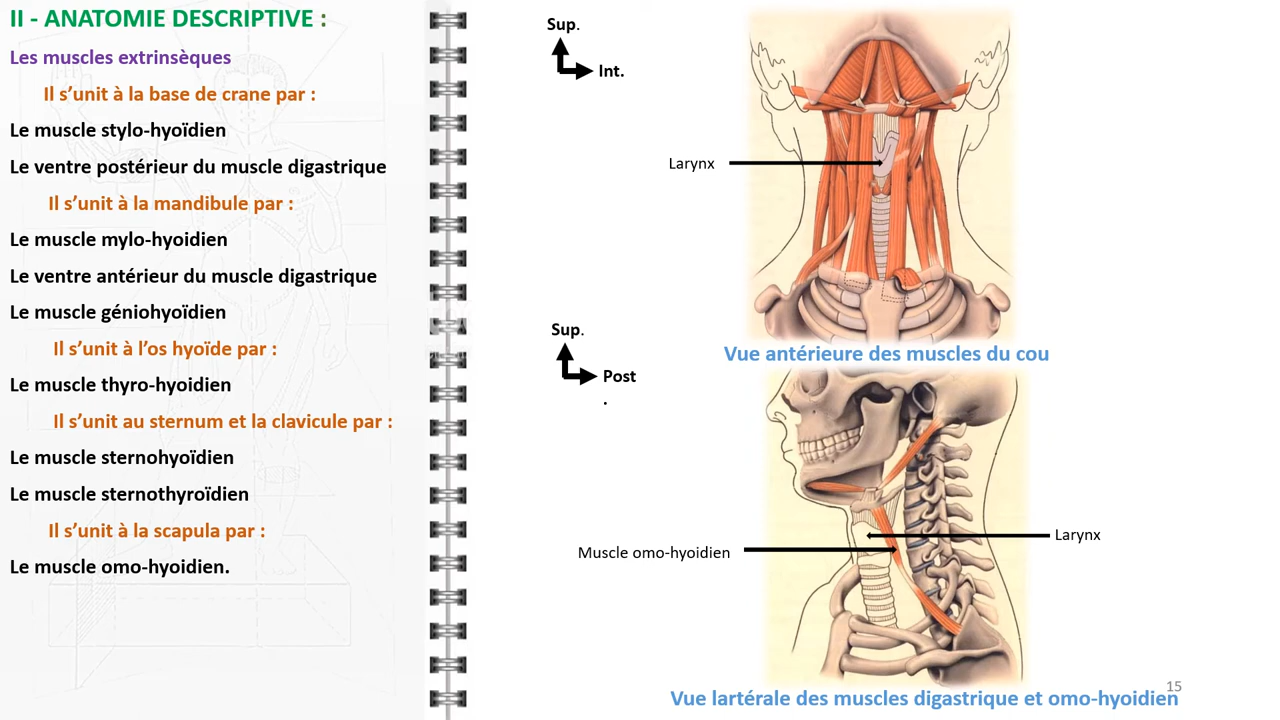 II - ANATOMIE DESCRIPTIVE :
Les muscles extrinsèques
Il s’unit à la base de crane par :
Le muscle stylo-hyoïdien
Le ventre postérieur du muscle digastrique
Il s’unit à la mandibule par :
Le muscle mylo-hyoidien
Le ventre antérieur du muscle digastrique
Le muscle géniohyoïdien
Il s’unit à l’os hyoïde par :
Le muscle thyro-hyoidien
Il s’unit au sternum et la clavicule par :
Le muscle sternohyoïdien
Le muscle sternothyroïdien
Il s’unit à la scapula par :
Le muscle omo-hyoidien.
Sup.
Int.
Larynx
Vue antérieure des muscles du cou
Sup.
Post
.
Larynx
Muscle omo-hyoidien
Vue lartérale des muscles digastrique et omo-hyoidien
15